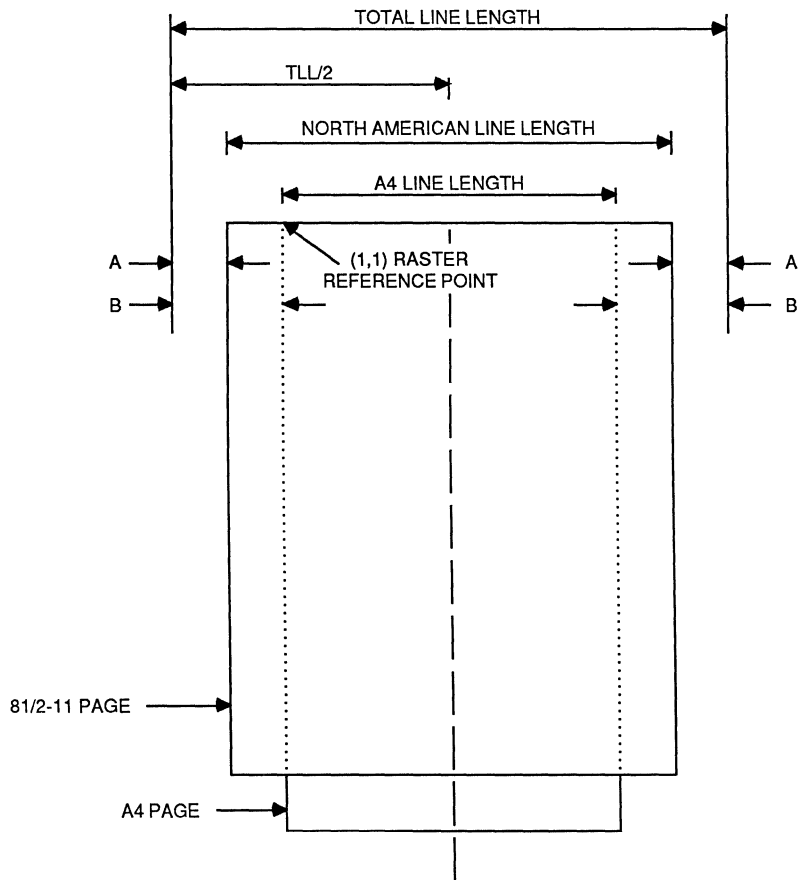 TOTAL LINE LENGTH
TLL/2
NORTH AMERICAN LINE LENGTH
A4 LINE LENGTH
A
(1,1) RASTER
REFERENCE POINT
A
B
B
81/2-11 PAGE
A4 PAGE